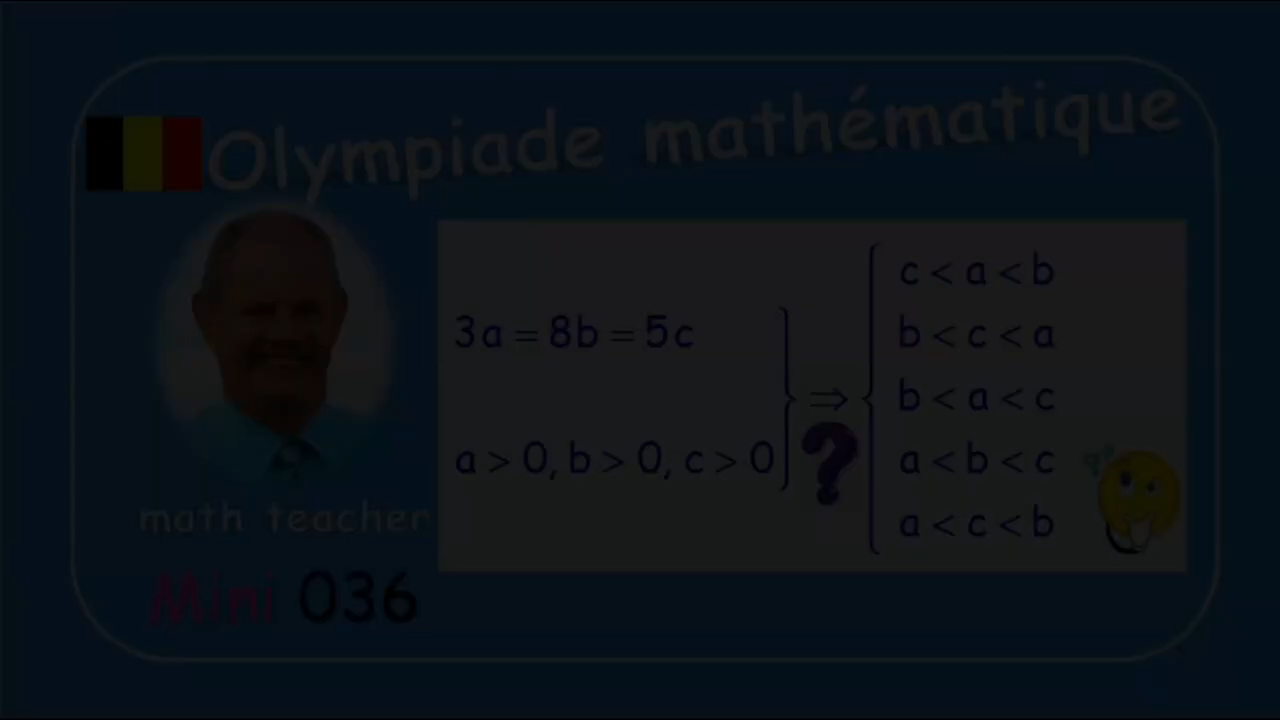 Olympiade mathématique
3a = 8b = 5c
a > 0, b > 0, c > 0
⇒
?
c < a < b
b < c < a
b < a < c
a < b < c
a < c < b
math teacher
Mini 036